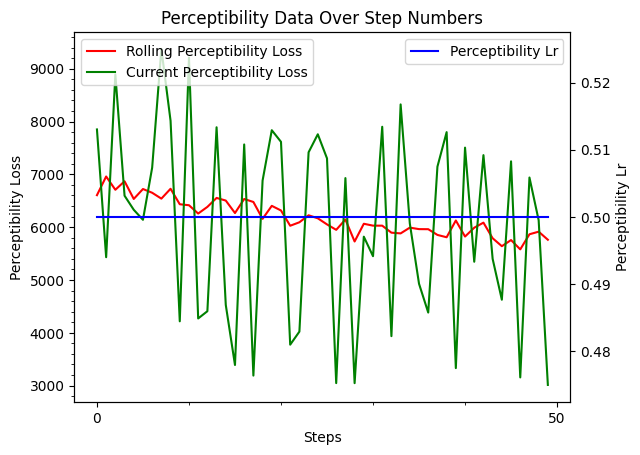 Perceptibility Data Over Step Numbers
Rolling Perceptibility Loss
Current Perceptibility Loss
Perceptibility Lr
9000
8000
7000
6000
5000
4000
3000
Perceptibility Loss
0.52
0.51
0.50
0.49
0.48
Perceptibility Lr
0
50
Steps